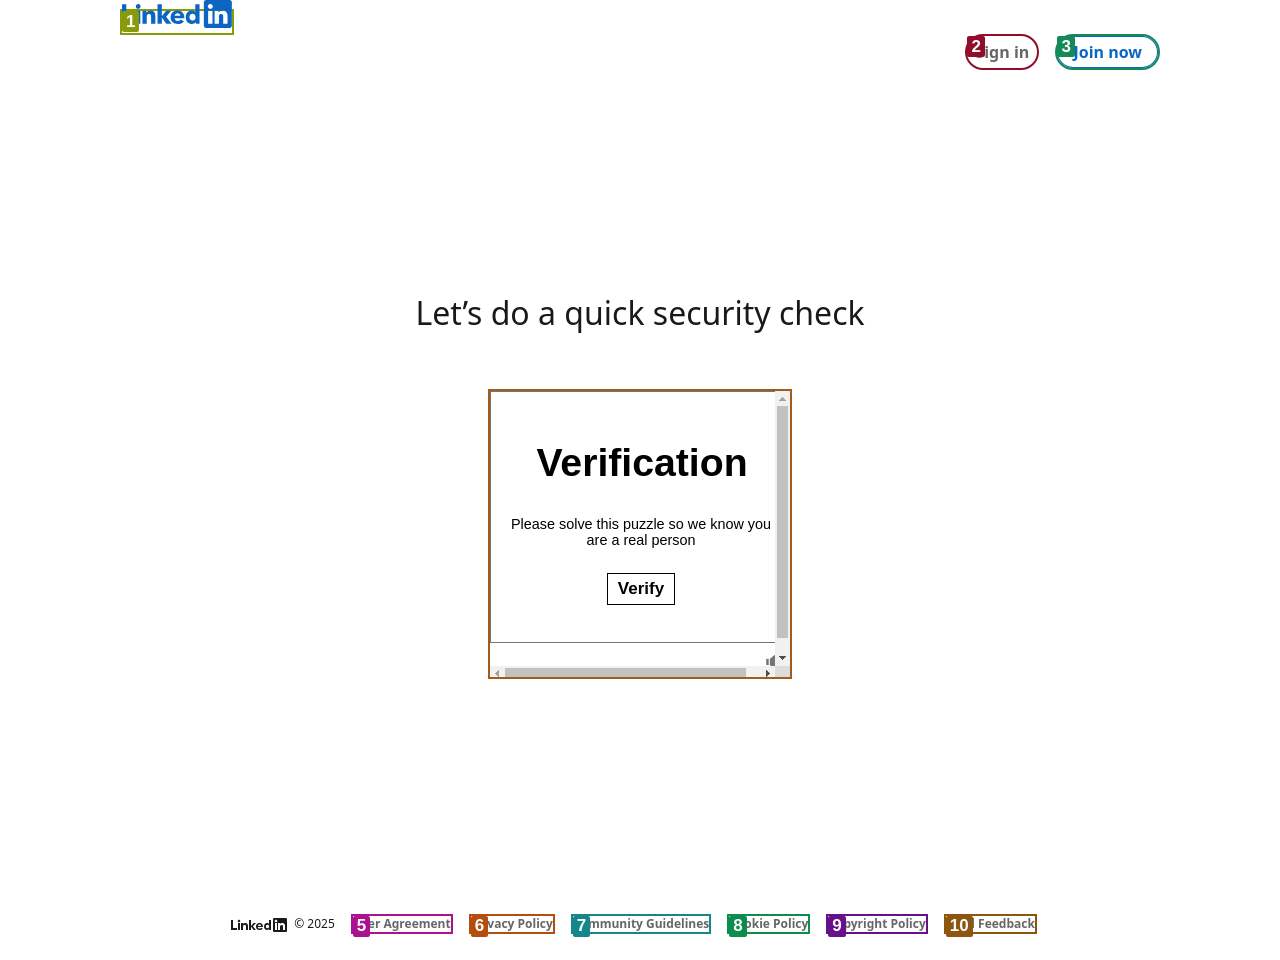 Linkedin
1
2 ign in
3 Join now
Let’s do a quick security check
Verification
Please solve this puzzle so we know you
are a real person
Verify
Linkedin © 2025 5 er Agreement 6 vacy Policy 7 mmunity Guidelines 8 okie Policy 9 pyright Policy 10 Feedback